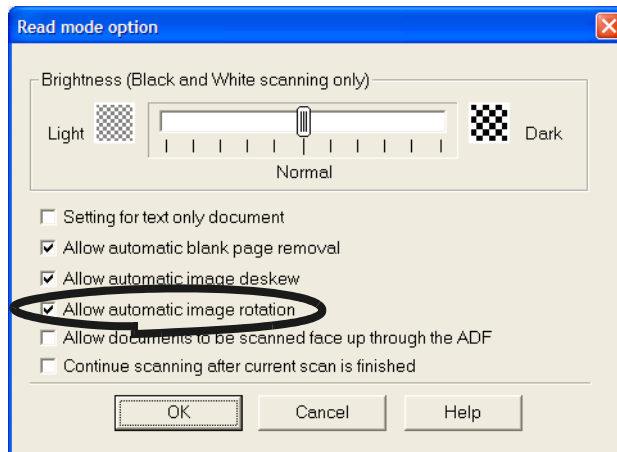 Read mode option
Brightness (Black and White scanning only)
Light Dark
Normal
Setting for text only document
Allow automatic blank page removal
Allow automatic image deskew
Allow automatic image rotation
Allow documents to be scanned face up through the ADF
Continue scanning after current scan is finished
OK Cancel Help